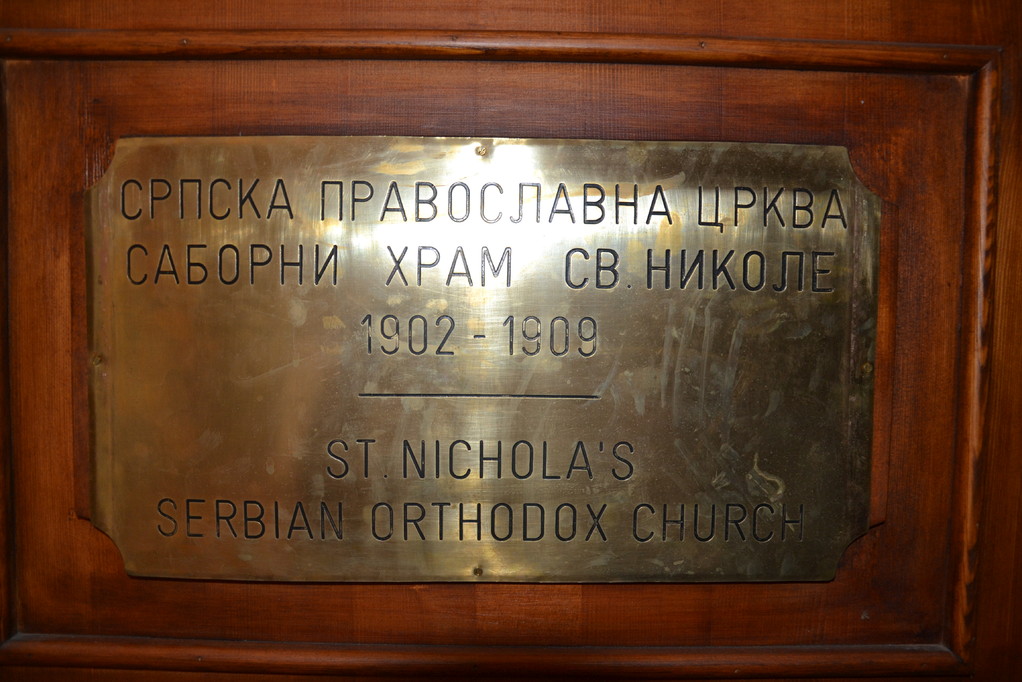 СРПСКА ПРАВОСЛАВНА ЦРКВА
САБОРНИ ХРАМ СВ. НИКОЛЕ
1902 - 1909
ST. NICHOLA'S
SERBIAN ORTHODOX CHURCH